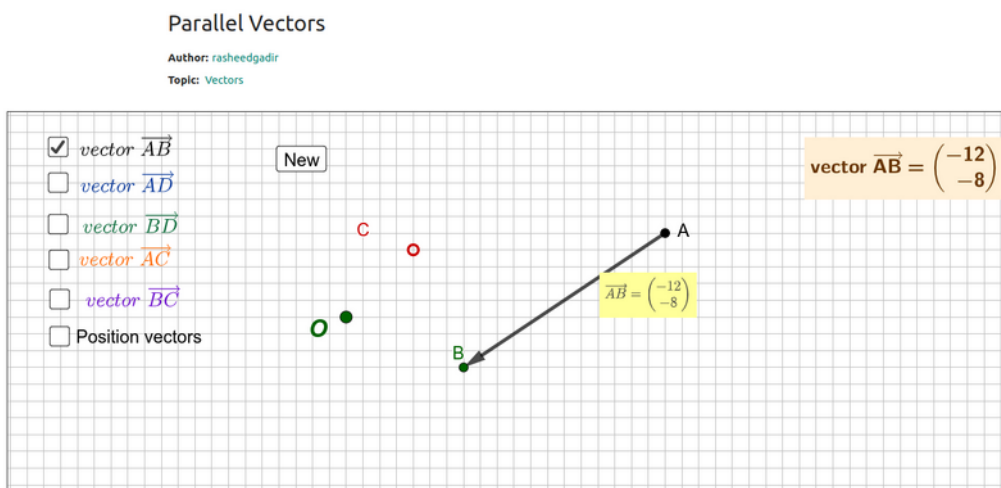 Parallel Vectors
Author: rasheedgadir
Topic: Vectors
vector AB
vector AD
vector BD
vector AC
vector BC
Position vectors
New
C
O
B
A
AB = (−12 −8)
vector AB = (−12 −8)